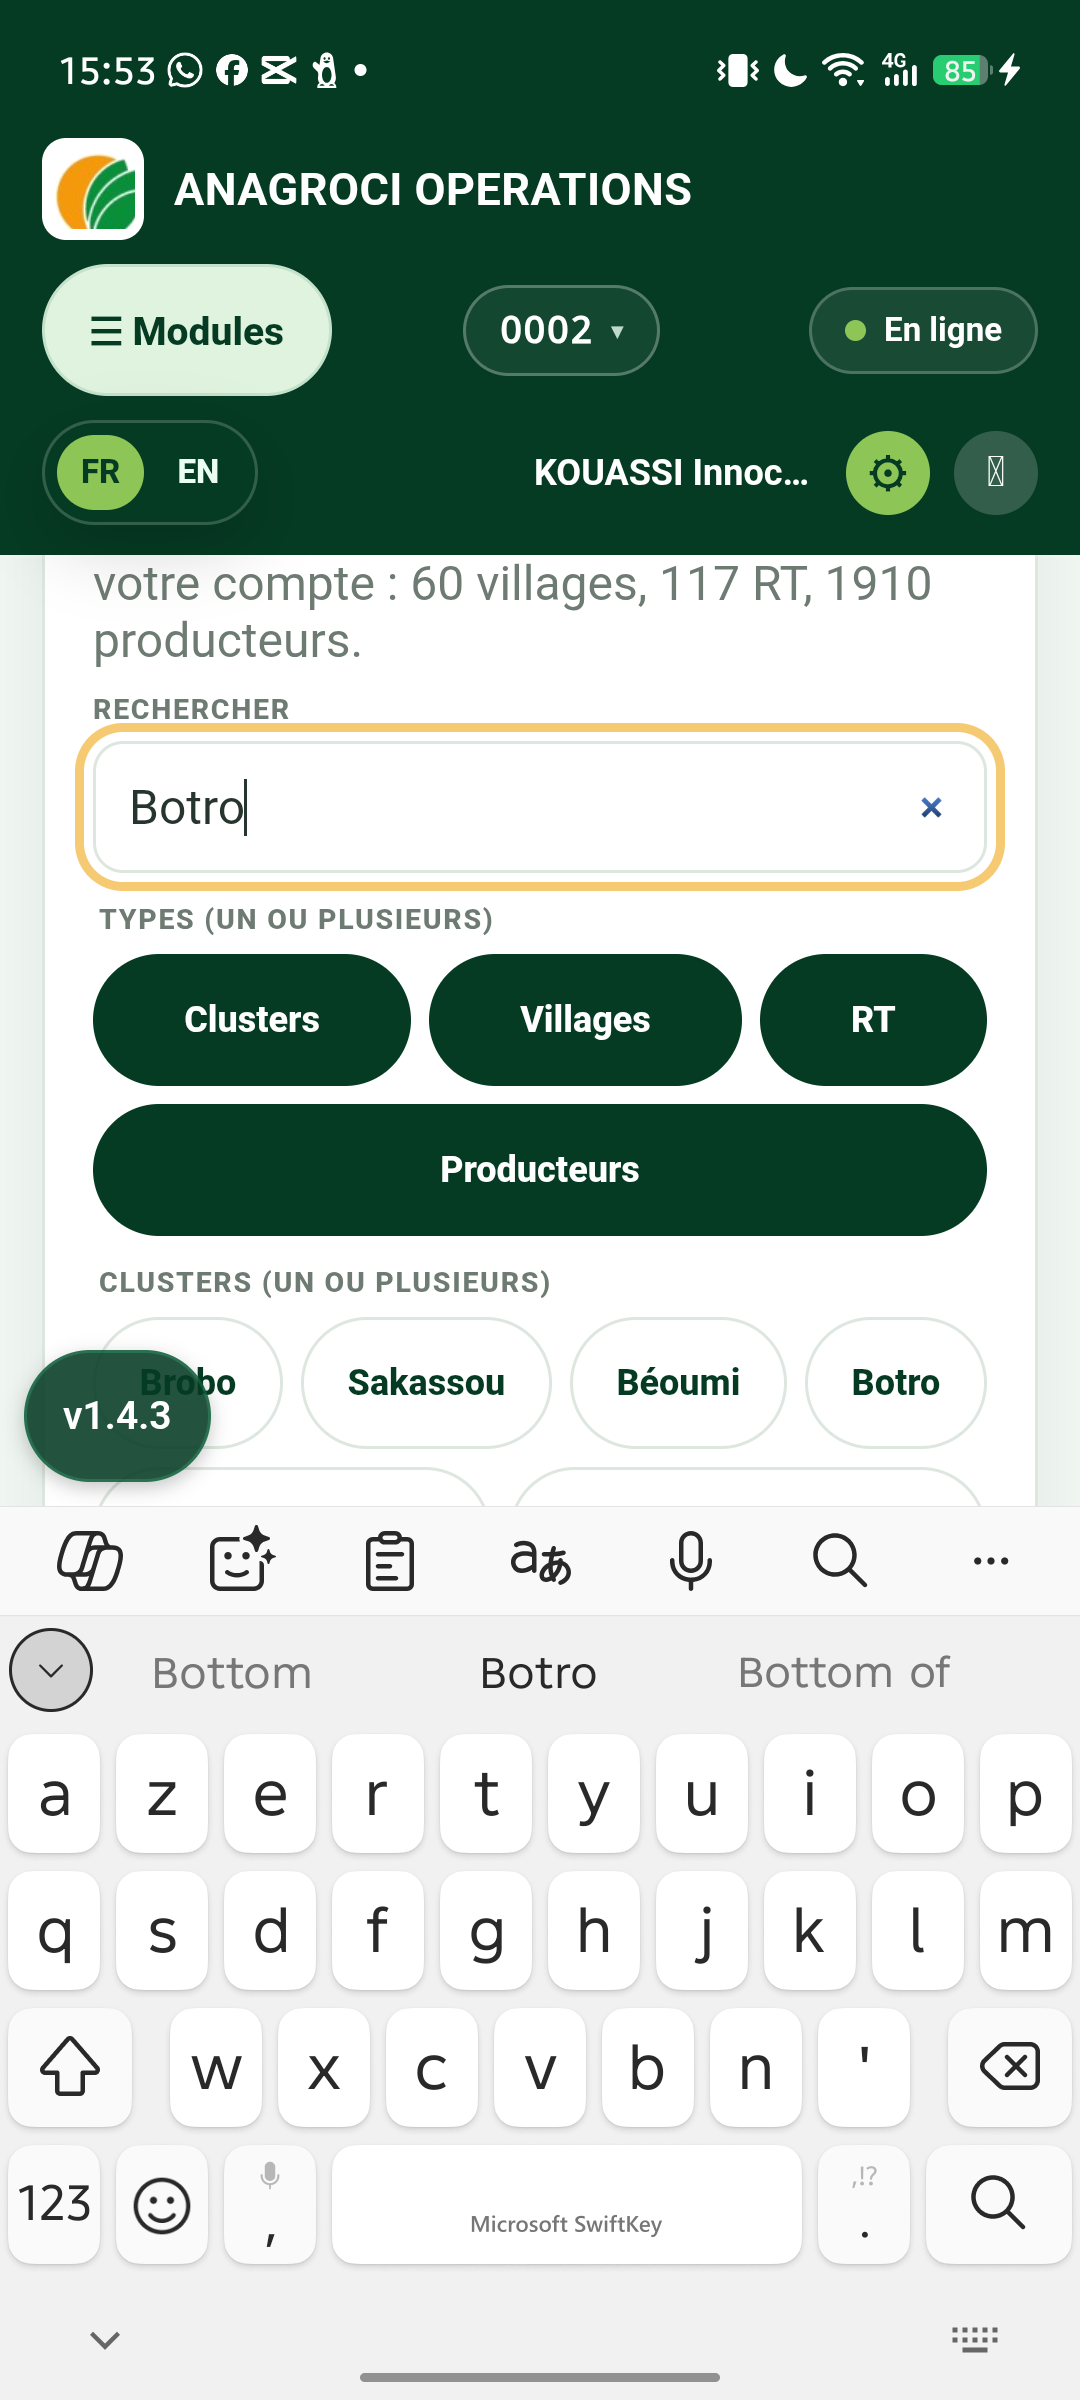 15:53
4G
85
ANAGROCI OPERATIONS
☰ Modules
0002 ▾
En ligne
FR EN
KOUASSI Innoc...
votre compte : 60 villages, 117 RT, 1910
producteurs.
RECHERCHER
Botro
×
TYPES (UN OU PLUSIEURS)
Clusters
Villages
RT
Producteurs
CLUSTERS (UN OU PLUSIEURS)
Brobo
Sakassou
Béoumi
Botro
v1.4.3
aあ
Bottom
Botro
Bottom of
a z e r t y u i o p
q s d f g h j k l m
w x c v b n '
123
,
Microsoft SwiftKey
,!?
.